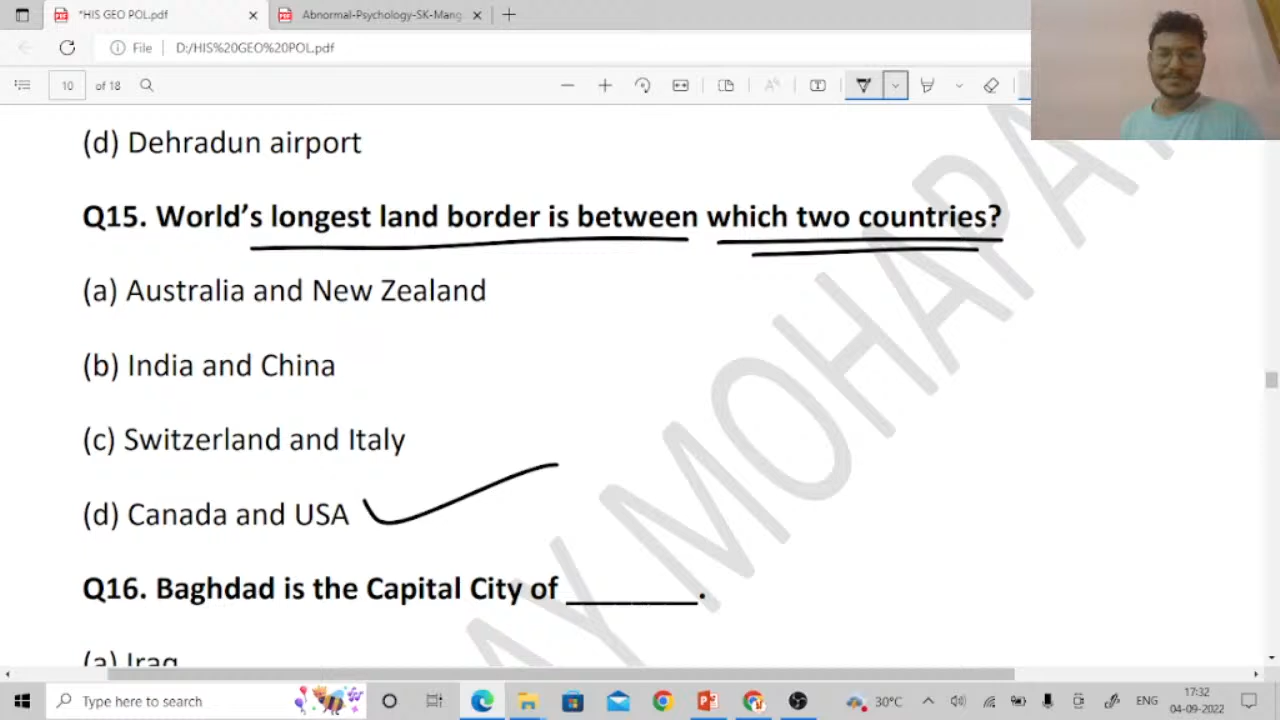 *HIS GEO POL.pdf
Abnormal-Psychology-SK-Mang
File D:/HIS%20GEO%20POL.pdf
10 of 18
(d) Dehradun airport
Q15. World’s longest land border is between which two countries?
(a) Australia and New Zealand
(b) India and China
(c) Switzerland and Italy
(d) Canada and USA
Q16. Baghdad is the Capital City of ________.
(a) Iraq
AY MOHAPA
Type here to search
30°C
ENG
17:32
04-09-2022